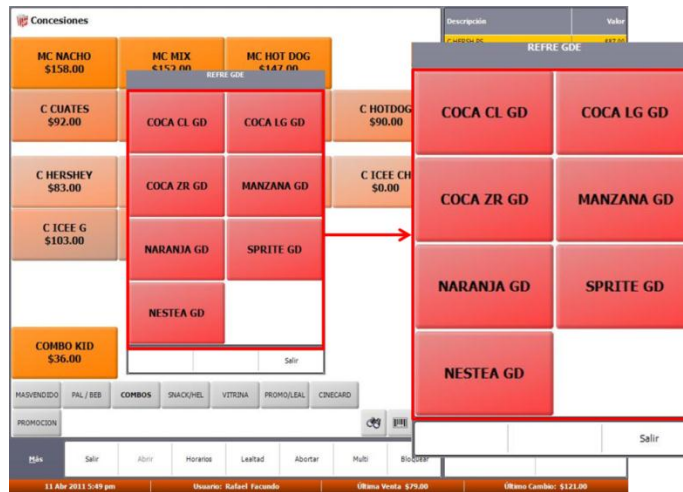 Concesiones
Descripción Valor
C HERSH PE $87.00
MC NACHO
$158.00
MC MIX
$152.00
MC HOT DOG
$147.00
REFRE GDE
COCA CL GD
COCA LG GD
COCA ZR GD
MANZANA GD
NARANJA GD
SPRITE GD
NESTEA GD
Salir
REFRE GDE
COCA CL GD
COCA LG GD
COCA ZR GD
MANZANA GD
NARANJA GD
SPRITE GD
NESTEA GD
Salir
C CUATES
$92.00
C HOTDOG
$90.00
C HERSHEY
$83.00
C ICEE CH
$0.00
C ICEE G
$103.00
COMBO KID
$36.00
MASVENDIDO PAL / BEB COMBOS SNACK/HEL VITRINA PROMO/LEAL CINECARD
PROMOCION
Más Salir Abrir Horarios Lealtad Abortar Multi Bloquear
11 Abr 2011 5:49 pm Usuario: Rafael Facundo Última Venta $79.00 Último Cambio: $121.00